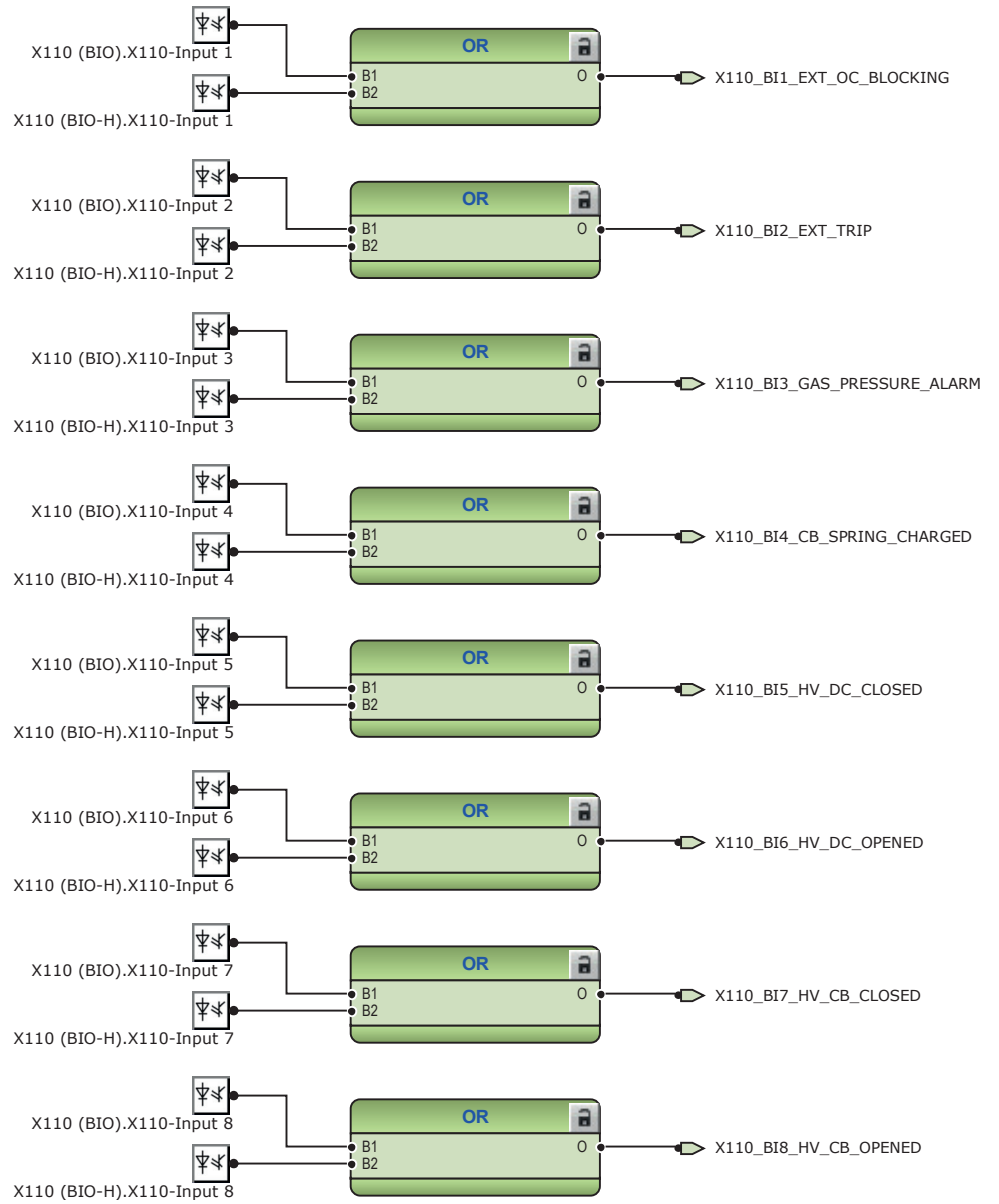 X110 (BIO).X110-Input 1
X110 (BIO-H).X110-Input 1
OR
B1
B2
O
X110_BI1_EXT_OC_BLOCKING
X110 (BIO).X110-Input 2
X110 (BIO-H).X110-Input 2
OR
B1
B2
O
X110_BI2_EXT_TRIP
X110 (BIO).X110-Input 3
X110 (BIO-H).X110-Input 3
OR
B1
B2
O
X110_BI3_GAS_PRESSURE_ALARM
X110 (BIO).X110-Input 4
X110 (BIO-H).X110-Input 4
OR
B1
B2
O
X110_BI4_CB_SPRING_CHARGED
X110 (BIO).X110-Input 5
X110 (BIO-H).X110-Input 5
OR
B1
B2
O
X110_BI5_HV_DC_CLOSED
X110 (BIO).X110-Input 6
X110 (BIO-H).X110-Input 6
OR
B1
B2
O
X110_BI6_HV_DC_OPENED
X110 (BIO).X110-Input 7
X110 (BIO-H).X110-Input 7
OR
B1
B2
O
X110_BI7_HV_CB_CLOSED
X110 (BIO).X110-Input 8
X110 (BIO-H).X110-Input 8
OR
B1
B2
O
X110_BI8_HV_CB_OPENED